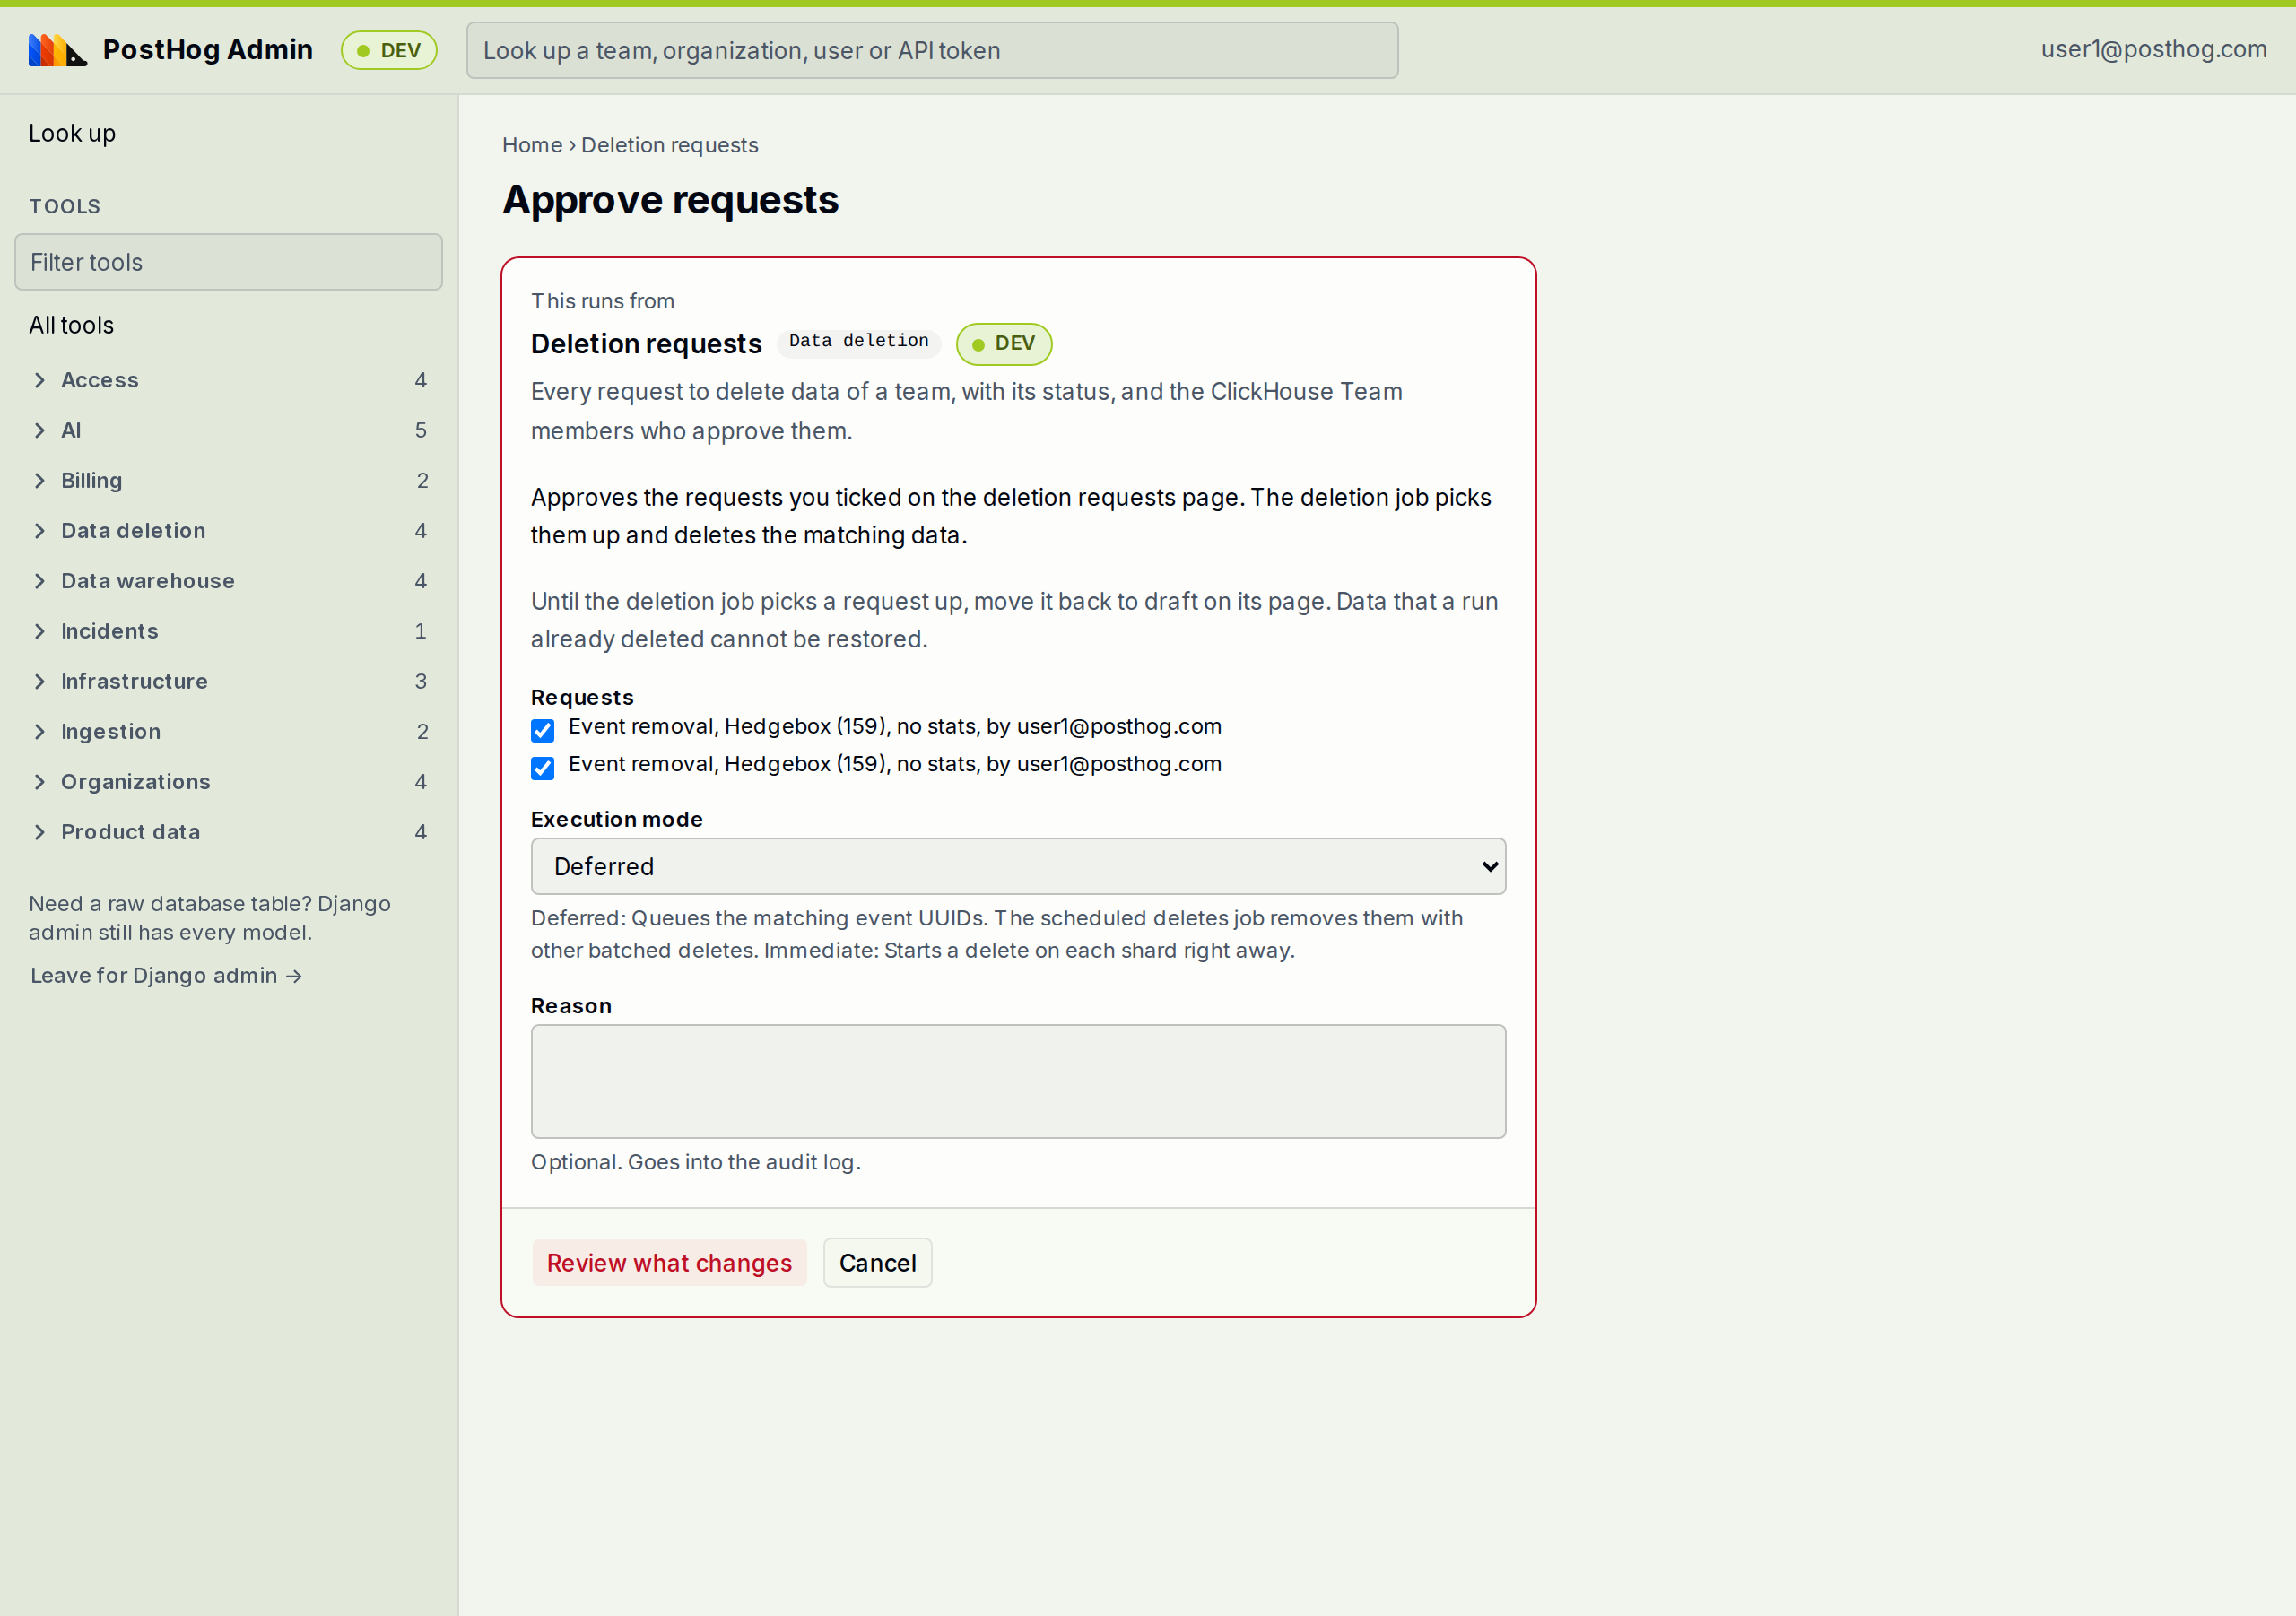 PostHog Admin
DEV
Look up a team, organization, user or API token
user1@posthog.com
Look up
TOOLS
Filter tools
All tools
Access 4
AI 5
Billing 2
Data deletion 4
Data warehouse 4
Incidents 1
Infrastructure 3
Ingestion 2
Organizations 4
Product data 4
Need a raw database table? Django
admin still has every model.
Leave for Django admin →
Home › Deletion requests
Approve requests
This runs from
Deletion requests Data deletion DEV
Every request to delete data of a team, with its status, and the ClickHouse Team
members who approve them.
Approves the requests you ticked on the deletion requests page. The deletion job picks
them up and deletes the matching data.
Until the deletion job picks a request up, move it back to draft on its page. Data that a run
already deleted cannot be restored.
Requests
Event removal, Hedgebox (159), no stats, by user1@posthog.com
Event removal, Hedgebox (159), no stats, by user1@posthog.com
Execution mode
Deferred
Deferred: Queues the matching event UUIDs. The scheduled deletes job removes them with
other batched deletes. Immediate: Starts a delete on each shard right away.
Reason
Optional. Goes into the audit log.
Review what changes
Cancel